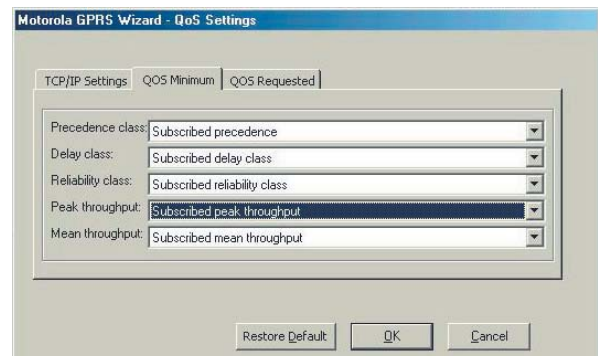 Motorola GPRS Wizard - QoS Settings
TCP/IP Settings QOS Minimum QOS Requested
Precedence class: Subscribed precedence
Delay class: Subscribed delay class
Reliability class: Subscribed reliability class
Peak throughput: Subscribed peak throughput
Mean throughput: Subscribed mean throughput
Restore Default OK Cancel